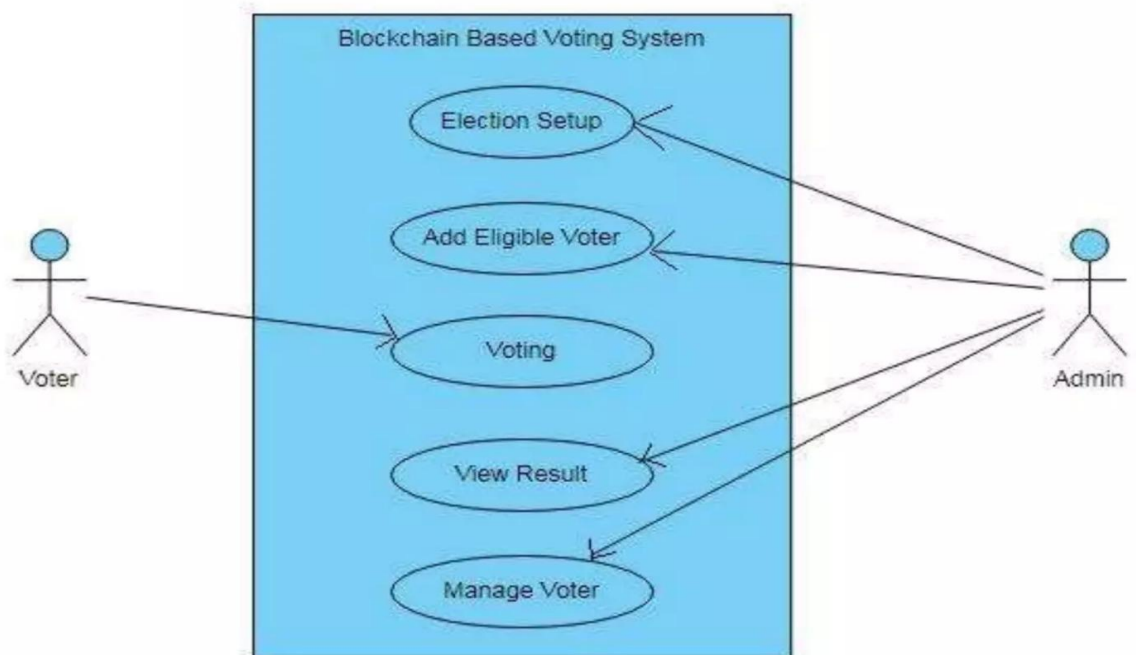 Blockchain Based Voting System
Election Setup
Add Eligible Voter
Voting
View Result
Manage Voter
Voter
Admin